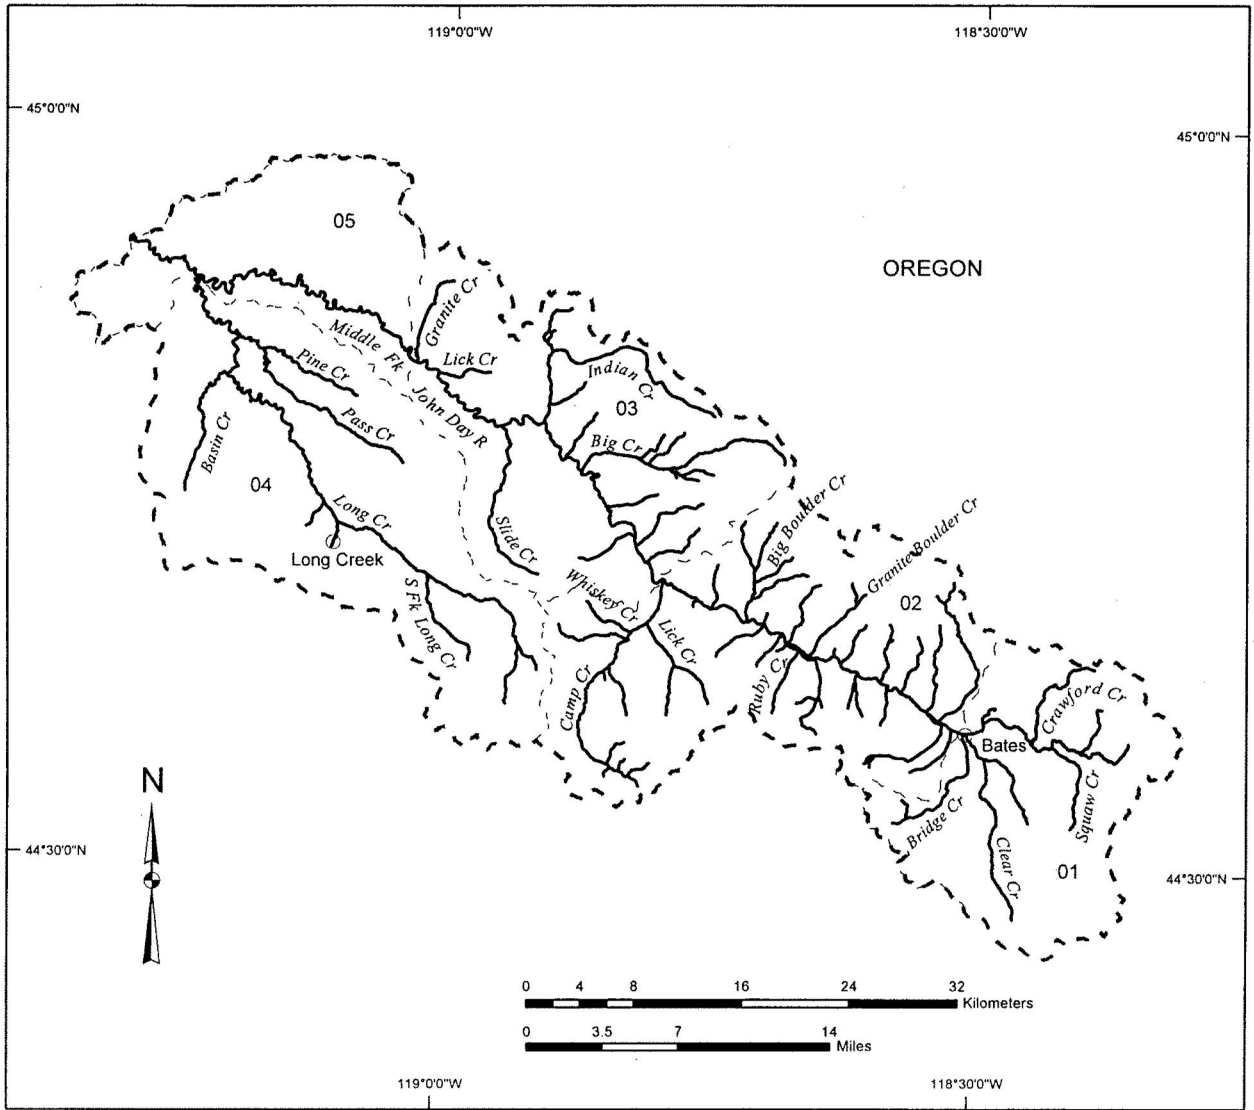 119°0'0"W
118°30'0"W
45°0'0"N
45°0'0"N
05
OREGON
Granite Cr
Middle Fk
John Day R
Lick Cr
Indian Cr
03
Pine Cr
Pass Cr
Basin Cr
Big Cr
04
Long Cr
Long Creek
Slide Cr
Big Boulder Cr
Granite Boulder Cr
02
Whiskey Cr
S Fk Long Cr
Lick Cr
Camp Cr
Ruby Cr
Crawford Cr
Bates
Squaw Cr
Bridge Cr
Clear Cr
01
N
44°30'0"N
44°30'0"N
0 4 8 16 24 32
Kilometers
0 3.5 7 14
Miles
119°0'0"W
118°30'0"W